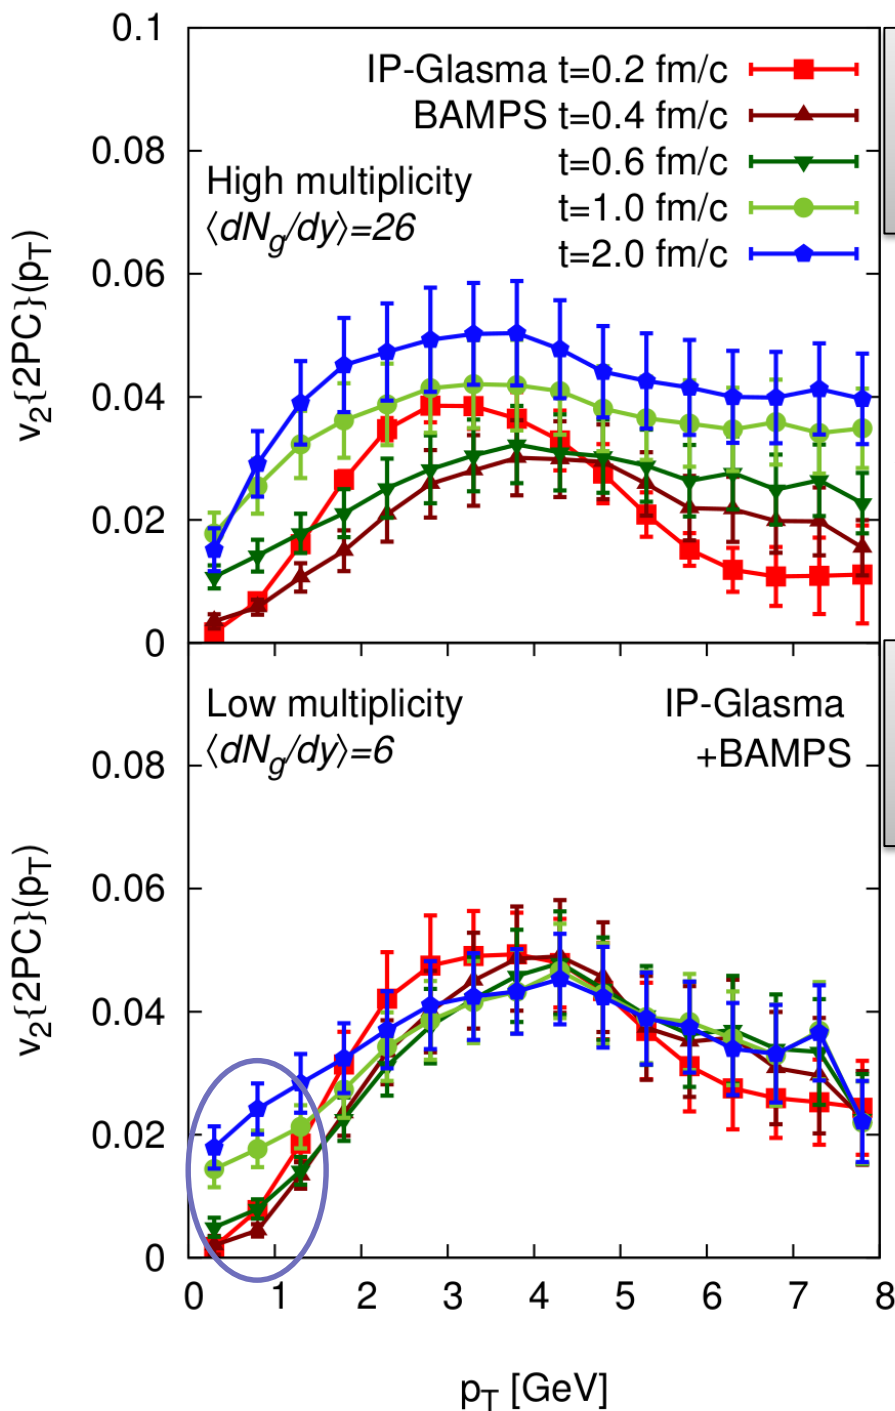 0.1
IP-Glasma t=0.2 fm/c
BAMPS t=0.4 fm/c
t=0.6 fm/c
t=1.0 fm/c
t=2.0 fm/c
High multiplicity
⟨dN_g/dy⟩=26
0.08
0.06
0.04
0.02
0
v₂{2PC}(p_T)
Low multiplicity
⟨dN_g/dy⟩=6
IP-Glasma
+BAMPS
0.08
0.06
0.04
0.02
0
v₂{2PC}(p_T)
0 1 2 3 4 5 6 7 8
p_T [GeV]